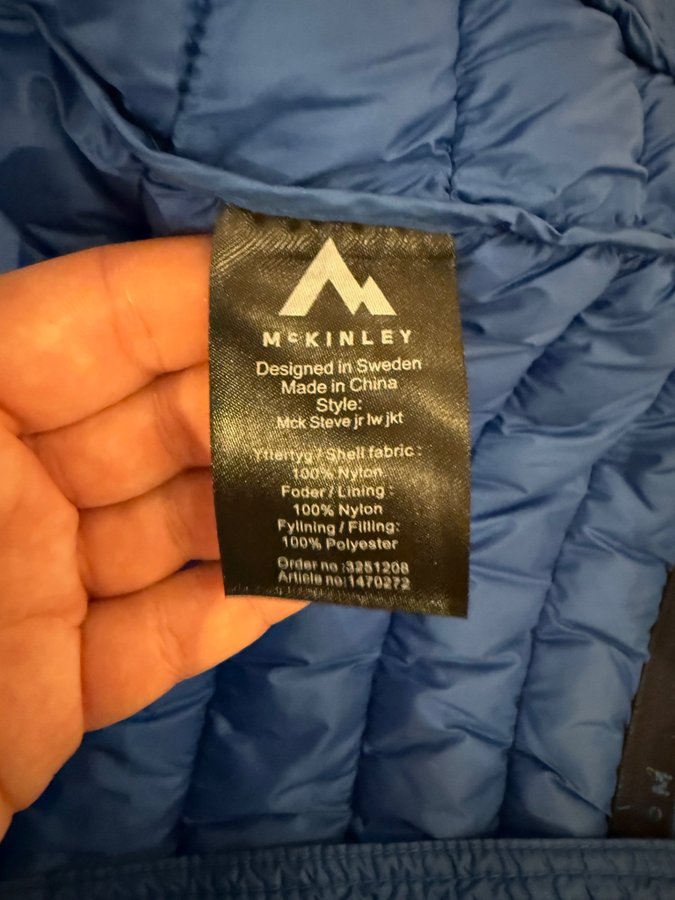 McKINLEY
Designed in Sweden
Made in China
Style:
Mck Steve jr lw jkt
Yttertyg / Shell fabric :
100% Nylon
Foder / Lining :
100% Nylon
Fyllning / Filling:
100% Polyester
Order no :3251208
Article no:1470272